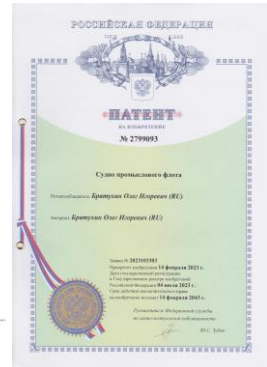 РОССИЙСКАЯ ФЕДЕРАЦИЯ
ПАТЕНТ
НА ИЗОБРЕТЕНИЕ
№ 2799093
Судно промыслового флота
Патентообладатель: Братухин Олег Игоревич (RU)
Автор(ы): Братухин Олег Игоревич (RU)
Заявка № 2023103383
Приоритет изобретения 14 февраля 2023 г.
Дата государственной регистрации
в Государственном реестре изобретений
Российской Федерации 04 июля 2023 г.
Срок действия исключительного права
на изобретение истекает 14 февраля 2043 г.
Руководитель Федеральной службы
по интеллектуальной собственности
Ю.С. Зубов